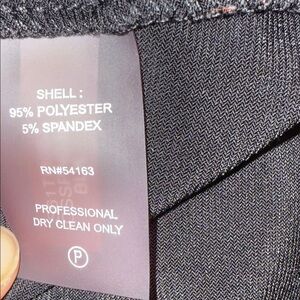 SHELL :
95% POLYESTER
5% SPANDEX
RN#54163
PROFESSIONAL
DRY CLEAN ONLY
P